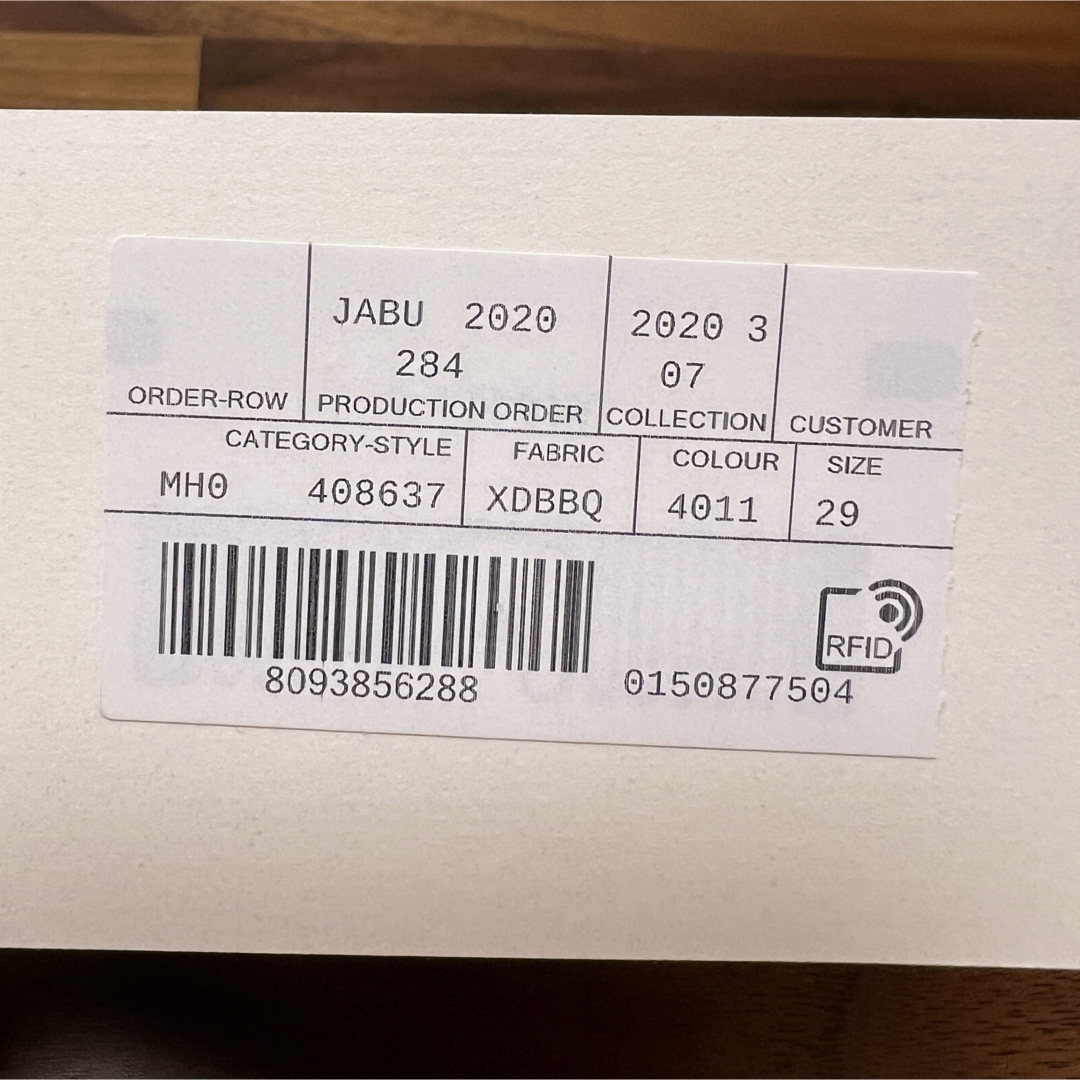 JABU 2020 2020 3
284 07
ORDER-ROW PRODUCTION ORDER COLLECTION CUSTOMER
CATEGORY-STYLE FABRIC COLOUR SIZE
MH0 408637 XDBBQ 4011 29
RFID
8093856288 0150877504